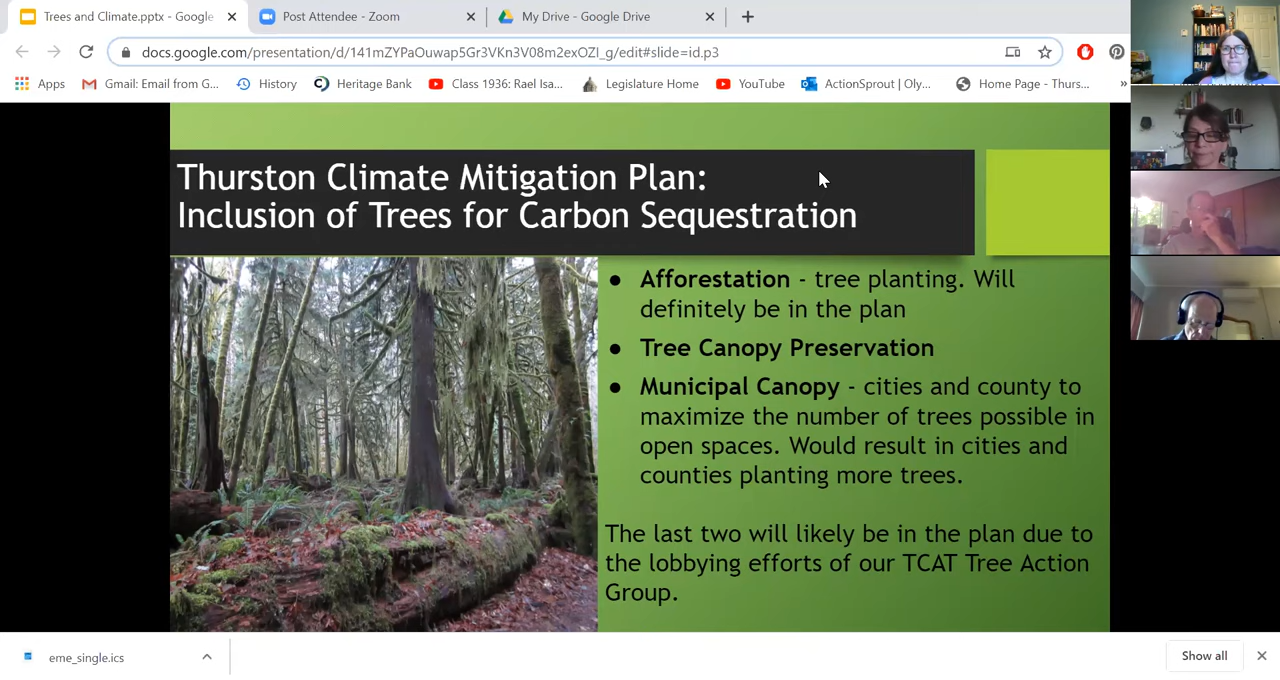 Trees and Climate.pptx - Google
Post Attendee - Zoom
My Drive - Google Drive
docs.google.com/presentation/d/141mZYPaOuwap5Gr3VKn3V08m2exOZI_g/edit#slide=id.p3
Apps
Gmail: Email from G...
History
Heritage Bank
Class 1936: Rael Isa...
Legislature Home
YouTube
ActionSprout | Oly...
Home Page - Thurs...
»
Thurston Climate Mitigation Plan:
Inclusion of Trees for Carbon Sequestration
● Afforestation - tree planting. Will
definitely be in the plan
● Tree Canopy Preservation
● Municipal Canopy - cities and county to
maximize the number of trees possible in
open spaces. Would result in cities and
counties planting more trees.
The last two will likely be in the plan due to
the lobbying efforts of our TCAT Tree Action
Group.
eme_single.ics
Show all